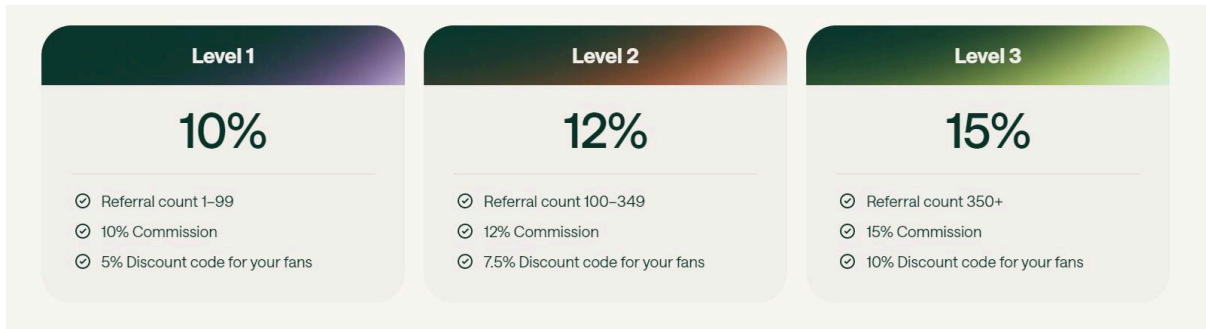 Level 1
10%
Referral count 1–99
10% Commission
5% Discount code for your fans
Level 2
12%
Referral count 100–349
12% Commission
7.5% Discount code for your fans
Level 3
15%
Referral count 350+
15% Commission
10% Discount code for your fans